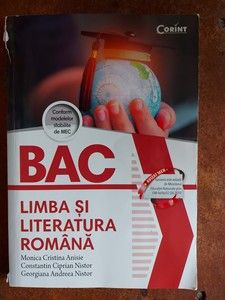 CORINT
Conform
modelelor
stabilite
de MEC
BAC
LIMBA ȘI
LITERATURA
ROMÂNĂ
Monica Cristina Anisie
Constantin Ciprian Nistor
Georgiana Andreea Nistor